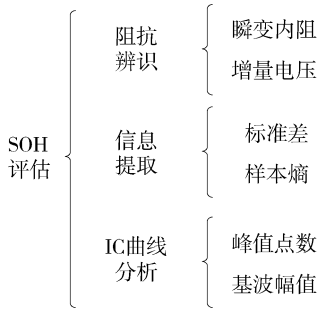 SOH
评估
阻抗
辨识
瞬变内阻
增量电压
信息
提取
标准差
样本熵
IC曲线
分析
峰值点数
基波幅值